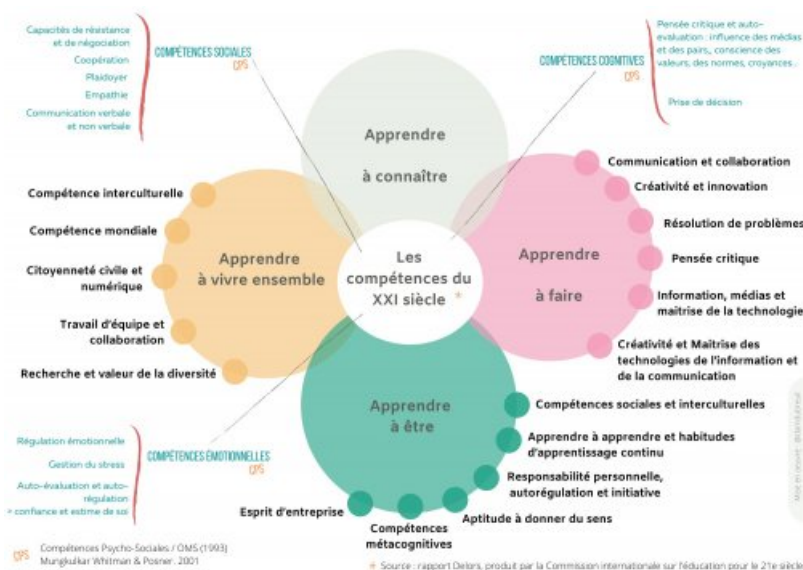 Capacités de résistance
et de négociation
Coopération
Plaidoyer
Empathie
Communication verbale
et non verbale
COMPÉTENCES SOCIALES
CPS
COMPÉTENCES COGNITIVES
CPS
Pensée critique et auto-
evaluation : influence des médias
et des pairs,, conscience des
valeurs, des normes, croyances..
Prise de décision
Apprendre
à connaître
Compétence interculturelle
Compétence mondiale
Citoyenneté civile et
numérique
Travail d'équipe et
collaboration
Recherche et valeur de la diversité
Apprendre
à vivre ensemble
Les
compétences du
XXI siècle *
Apprendre
à faire
Communication et collaboration
Créativité et innovation
Résolution de problèmes
Pensée critique
Information, médias et
maitrise de la technologie
Créativité et Maitrise des
technologies de l'information et
de la communication
Apprendre
à être
Compétences sociales et interculturelles
Apprendre à apprendre et habitudes
d'apprentissage continu
Responsabilité personnelle,
autorégulation et initiative
Aptitude à donner du sens
Compétences
métacognitives
Esprit d'entreprise
Régulation émotionnelle
Gestion du stress
Auto-évaluation et auto-
régulation
= confiance et estime de soi
COMPÉTENCES ÉMOTIONNELLES
CPS
CPS Compétences Psycho-Sociales / OMS (1993)
Mungkulkar Whitman & Posner. 2001
* Source : rapport Delors, produit par la Commission internationale sur l'éducation pour le 21e siècle
Mise en œuvre :